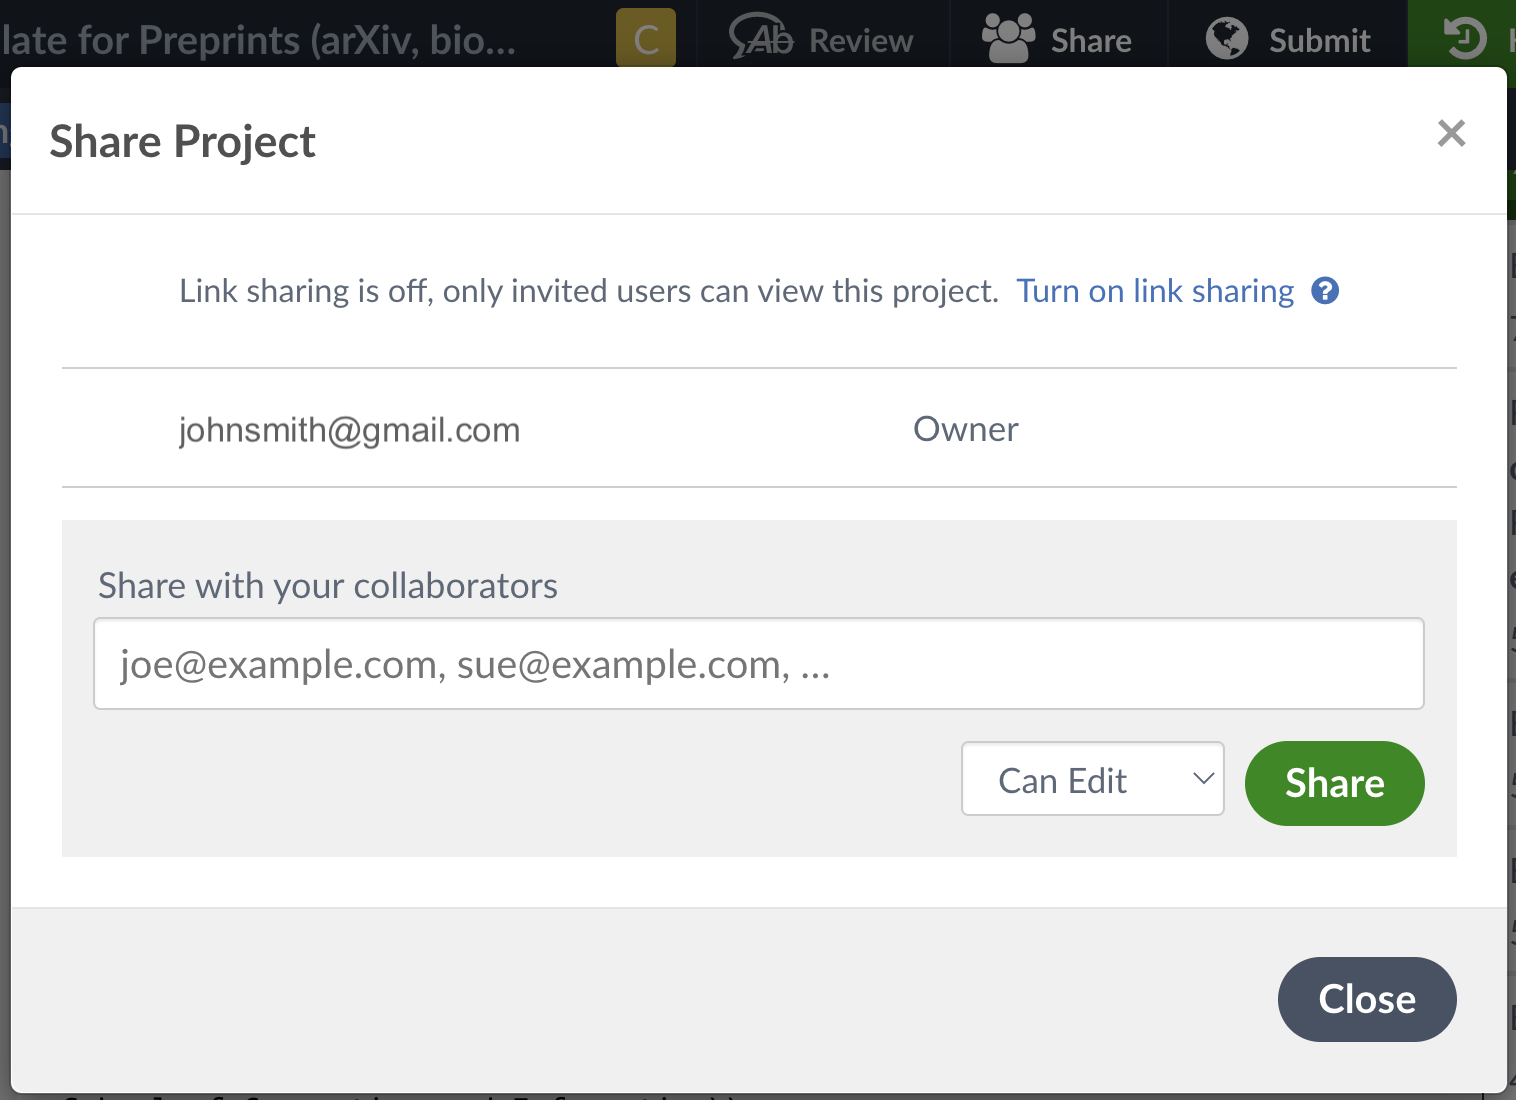 late for Preprints (arXiv, bio...
C
Ab Review
Share
Submit
Share Project
×
Link sharing is off, only invited users can view this project. Turn on link sharing ?
johnsmith@gmail.com Owner
Share with your collaborators
joe@example.com, sue@example.com, ...
Can Edit
Share
Close